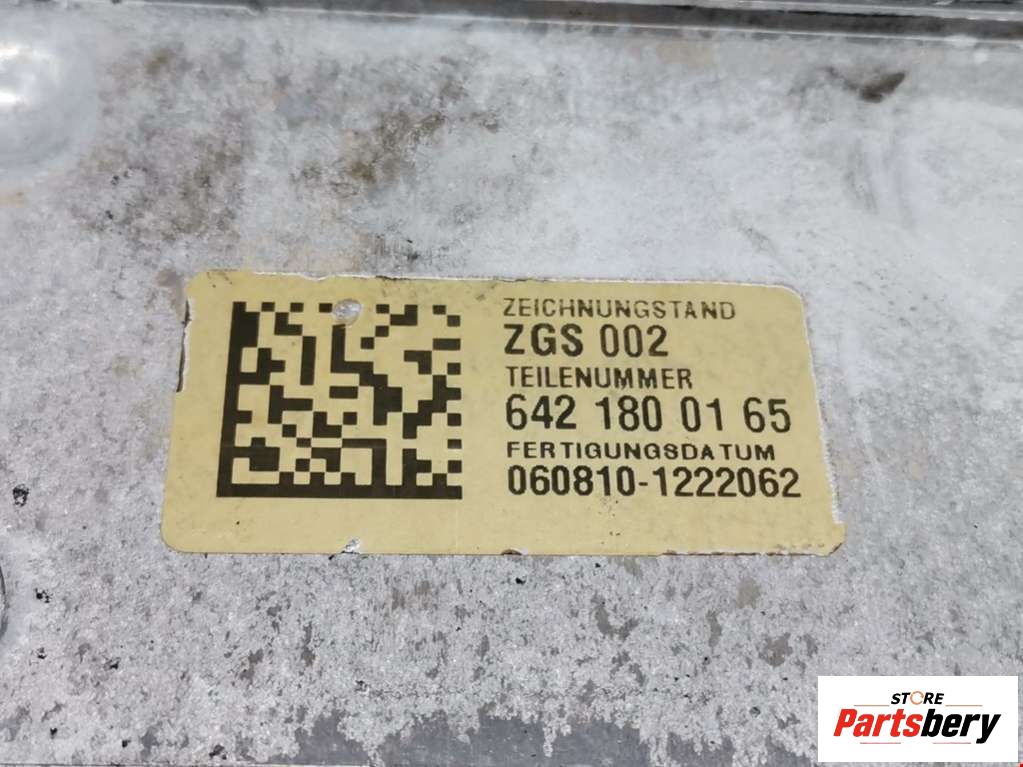 ZEICHNUNGSTAND
ZGS 002
TEILENUMMER
642 180 01 65
FERTIGUNGSDATUM
060810-1222062
STORE
Partsbery